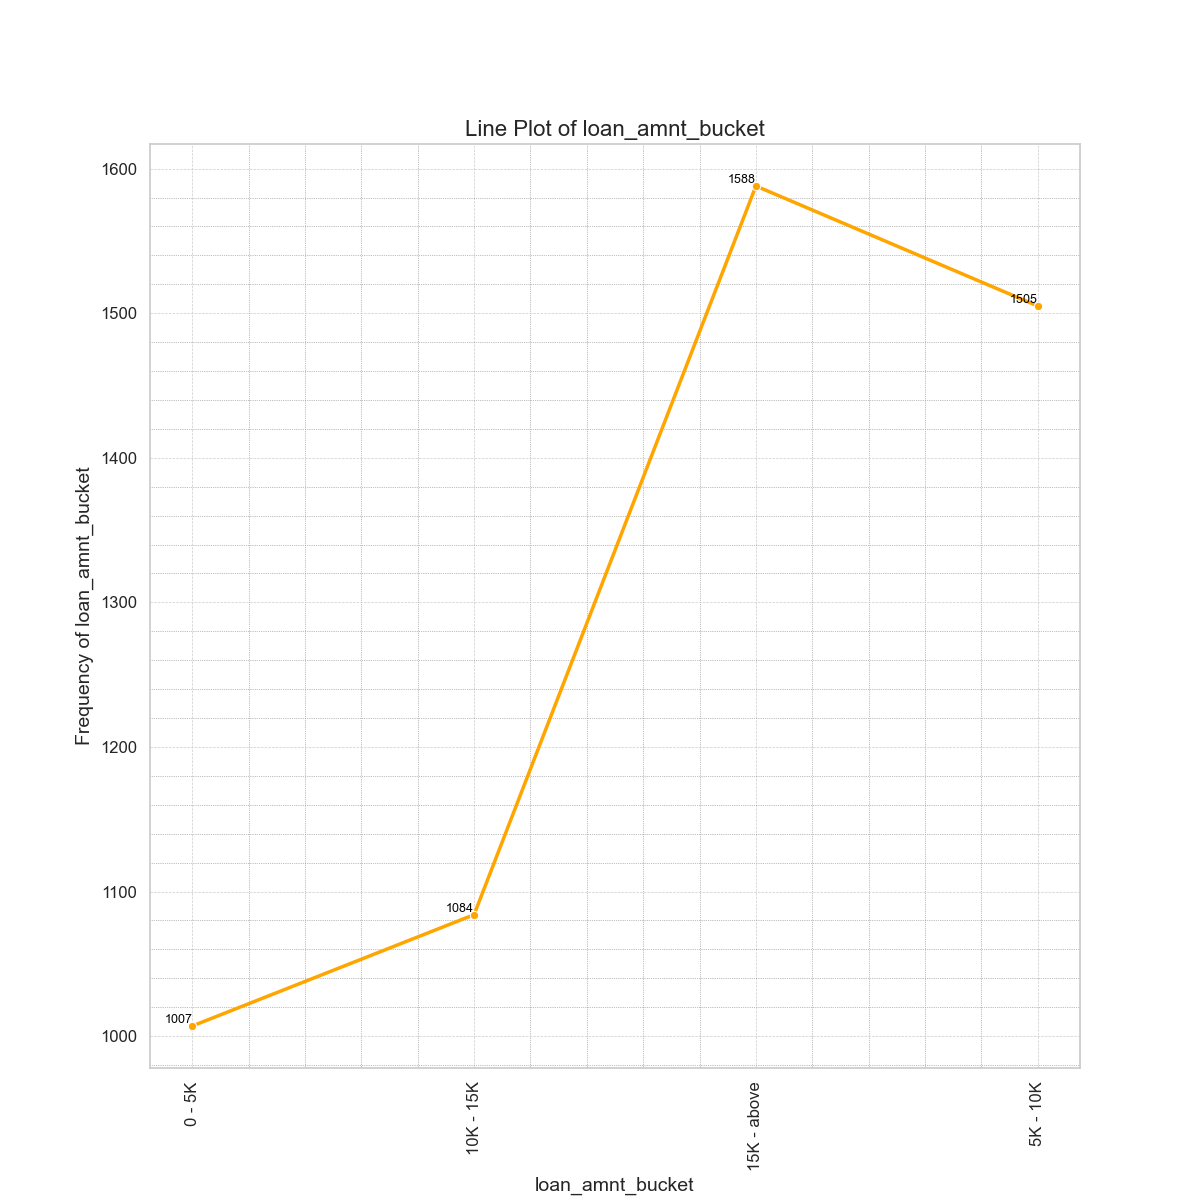 Line Plot of loan_amnt_bucket
Frequency of loan_amnt_bucket
1600
1500
1400
1300
1200
1100
1000
1588
1505
1084
1007
0 - 5K
10K - 15K
15K - above
5K - 10K
loan_amnt_bucket